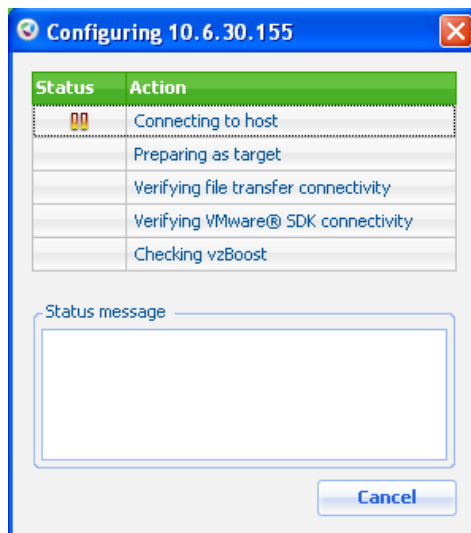 Configuring 10.6.30.155
Status Action
Connecting to host
Preparing as target
Verifying file transfer connectivity
Verifying VMware® SDK connectivity
Checking vzBoost
Status message
Cancel